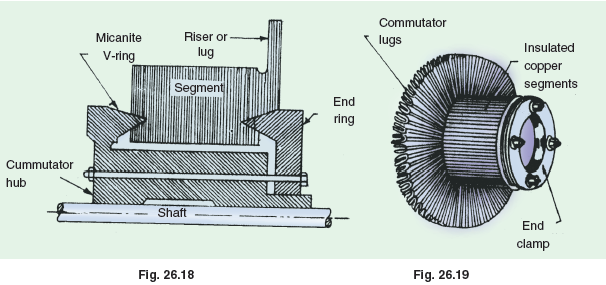 Micanite
V-ring
Riser or
lug
Segment
End
ring
Cummutator
hub
Shaft
Commutator
lugs
Insulated
copper
segments
End
clamp
Fig. 26.18
Fig. 26.19